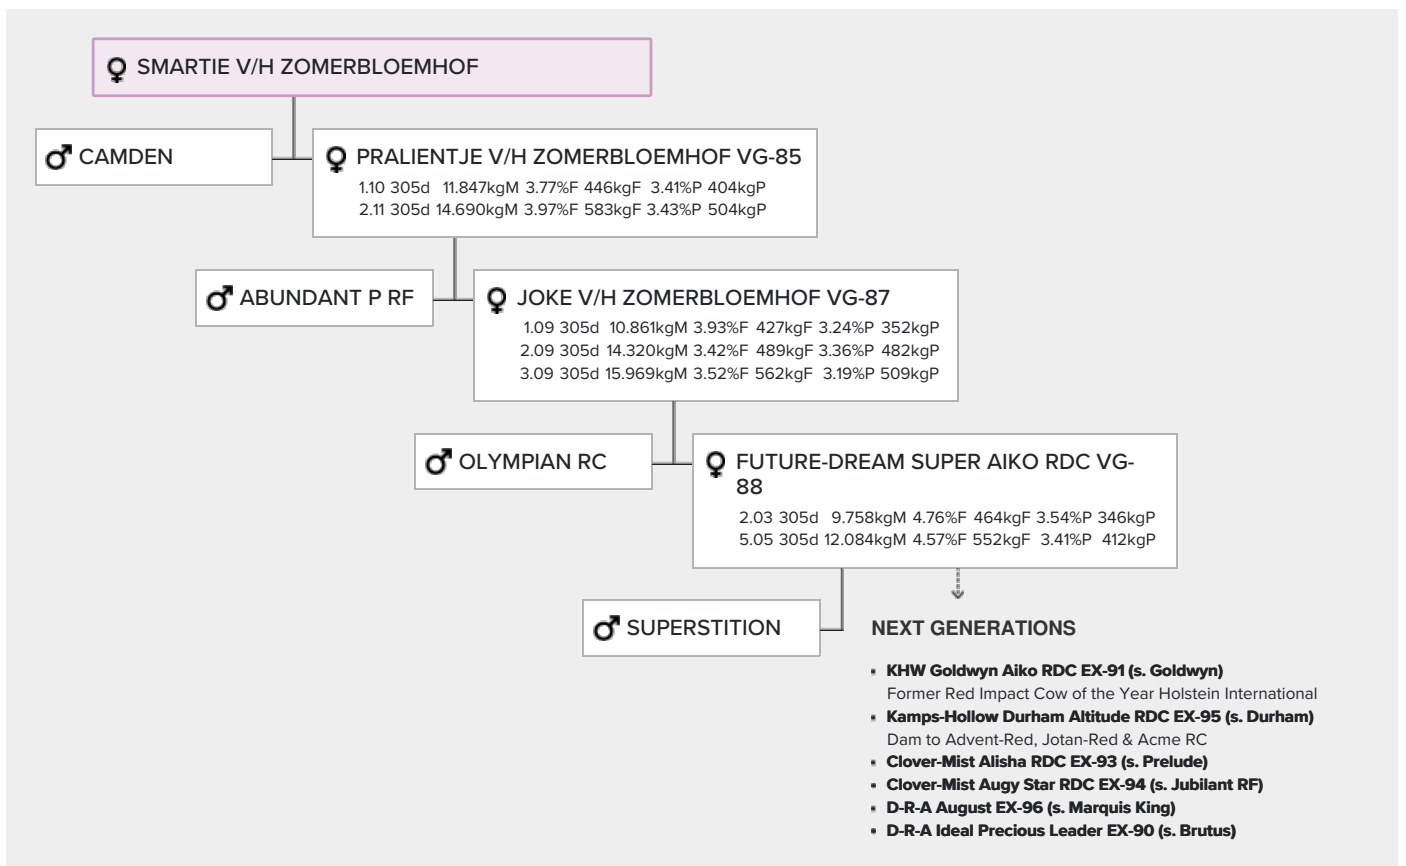 SMARTIE V/H ZOMERBLOEMHOF
CAMDEN
PRALIENTJE V/H ZOMERBLOEMHOF VG-85
1.10 305d 11.847kgM 3.77%F 446kgF 3.41%P 404kgP
2.11 305d 14.690kgM 3.97%F 583kgF 3.43%P 504kgP
ABUNDANT P RF
JOKE V/H ZOMERBLOEMHOF VG-87
1.09 305d 10.861kgM 3.93%F 427kgF 3.24%P 352kgP
2.09 305d 14.320kgM 3.42%F 489kgF 3.36%P 482kgP
3.09 305d 15.969kgM 3.52%F 562kgF 3.19%P 509kgP
OLYMPIAN RC
FUTURE-DREAM SUPER AIKO RDC VG-
88
2.03 305d 9.758kgM 4.76%F 464kgF 3.54%P 346kgP
5.05 305d 12.084kgM 4.57%F 552kgF 3.41%P 412kgP
SUPERSTITION
NEXT GENERATIONS
▪ KHW Goldwyn Aiko RDC EX-91 (s. Goldwyn)
Former Red Impact Cow of the Year Holstein International
▪ Kamps-Hollow Durham Altitude RDC EX-95 (s. Durham)
Dam to Advent-Red, Jotan-Red & Acme RC
▪ Clover-Mist Alisha RDC EX-93 (s. Prelude)
▪ Clover-Mist Augy Star RDC EX-94 (s. Jubilant RF)
▪ D-R-A August EX-96 (s. Marquis King)
▪ D-R-A Ideal Precious Leader EX-90 (s. Brutus)